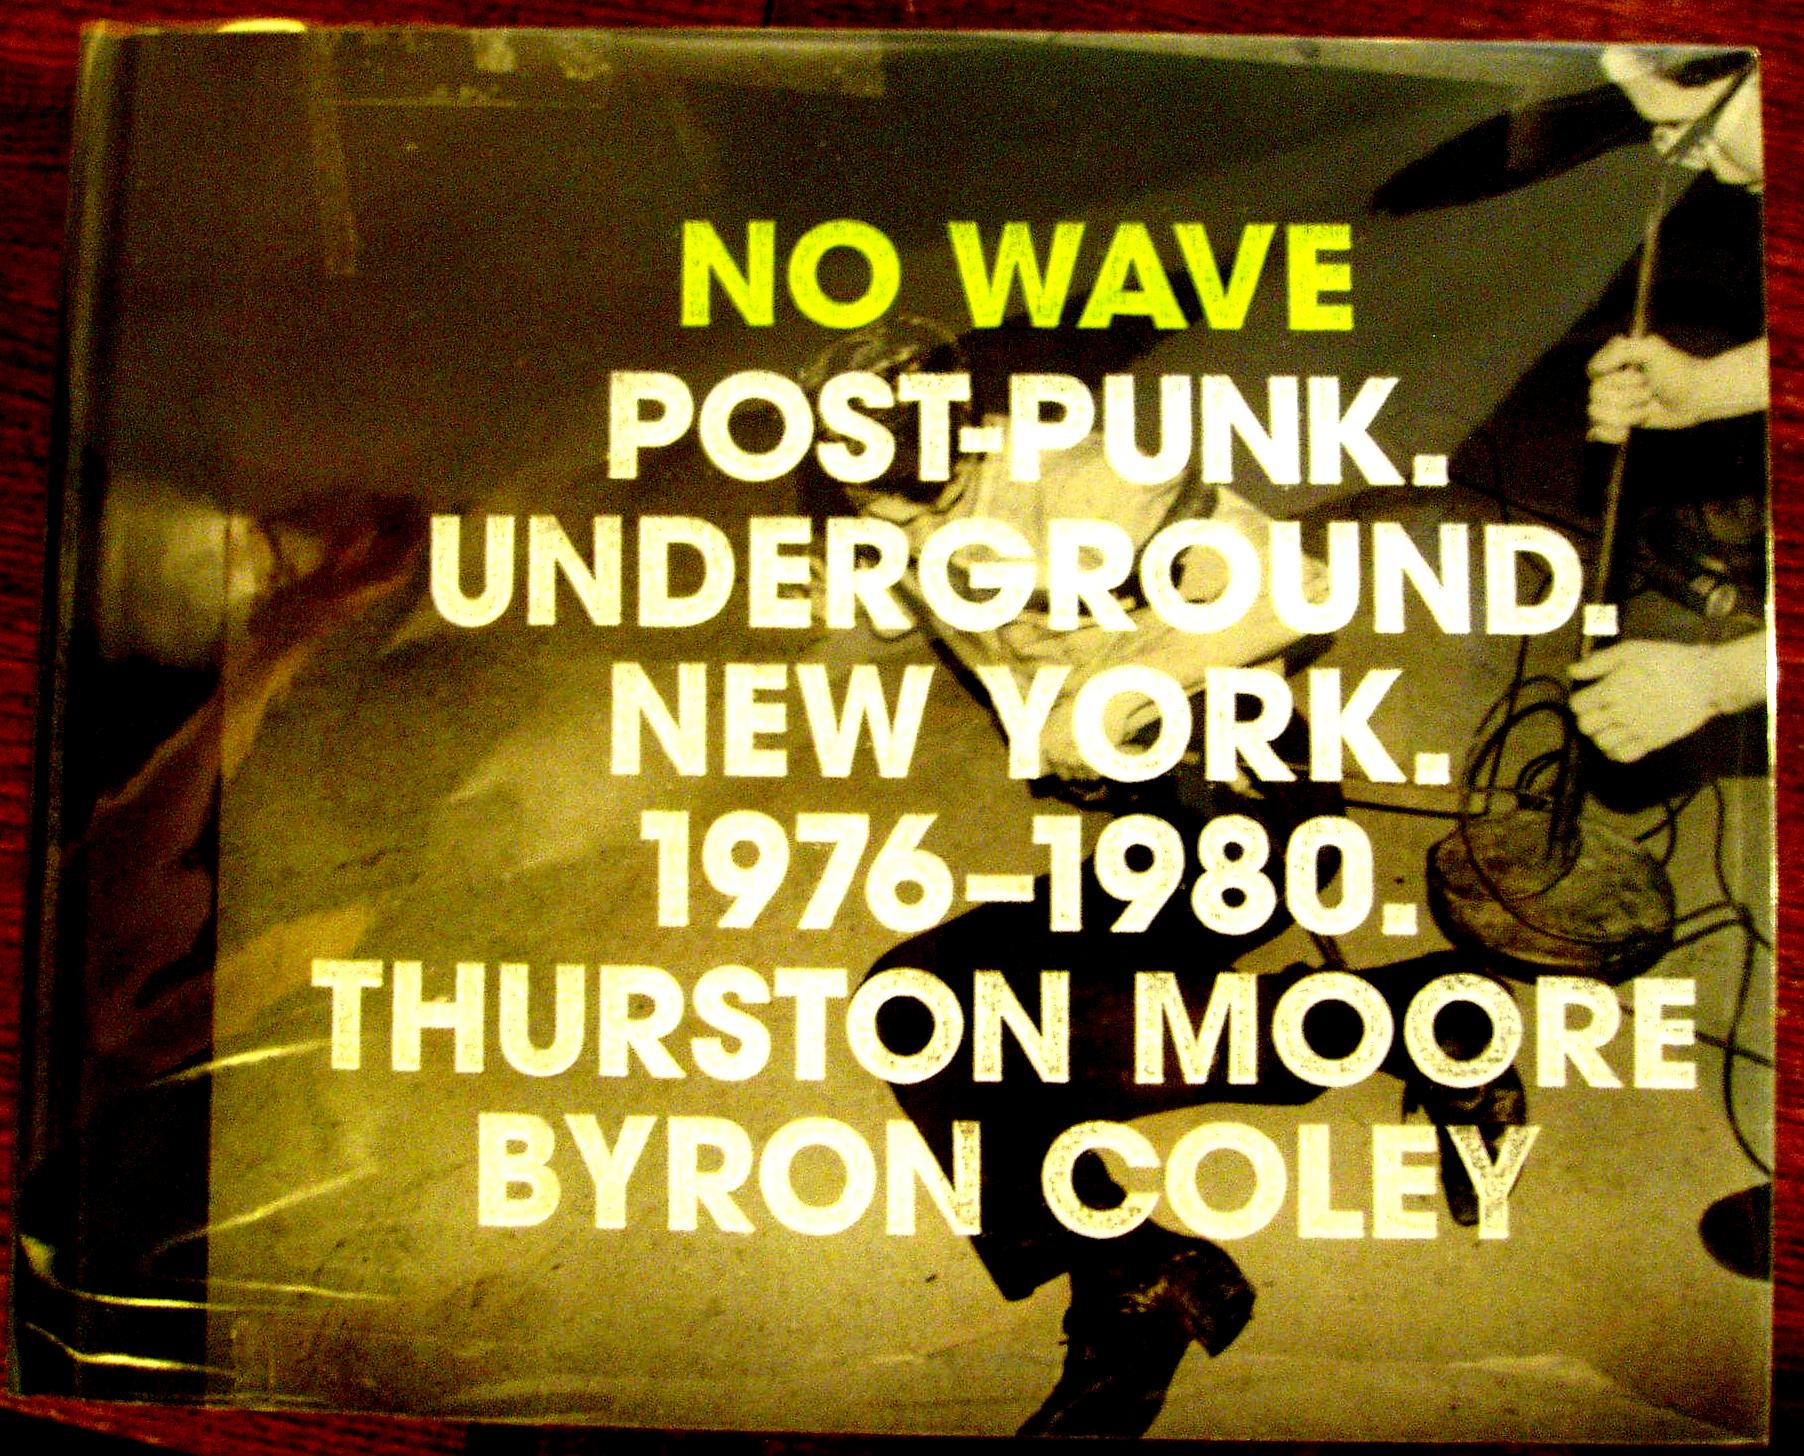 NO WAVE
POST-PUNK.
UNDERGROUND.
NEW YORK.
1976–1980.
THURSTON MOORE
BYRON COLEY